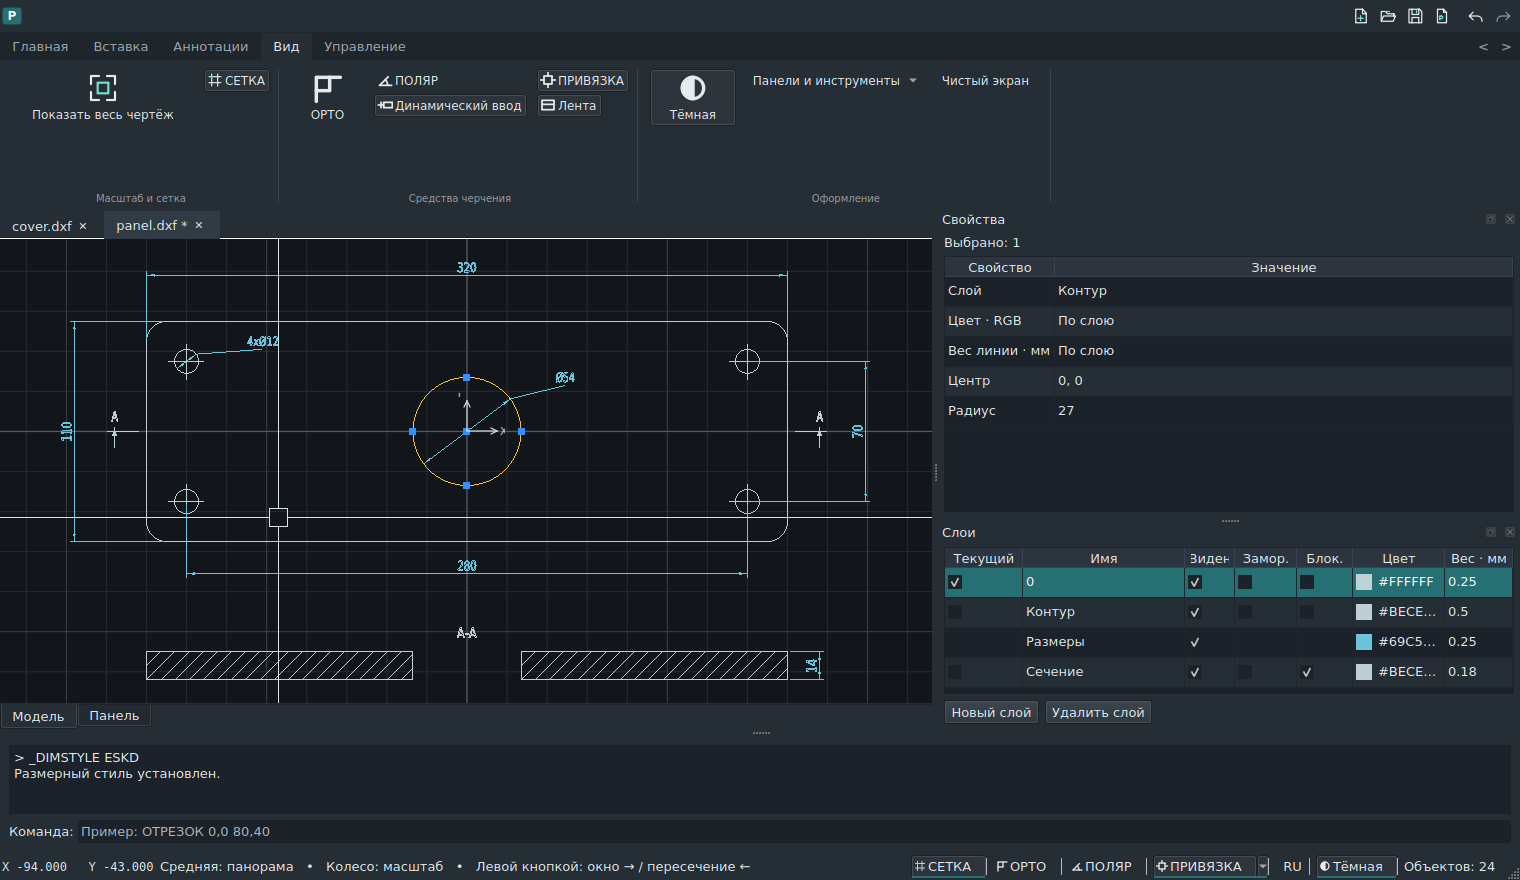 P
Главная Вставка Аннотации Вид Управление < >
Показать весь чертёж
СЕТКА
Масштаб и сетка
ОРТО
ПОЛЯР
ПРИВЯЗКА
Динамический ввод
Лента
Средства черчения
Тёмная
Панели и инструменты
Чистый экран
Оформление
cover.dxf × panel.dxf * ×
320
4xØ12
Ø54
A A
110
70
X
280
A-A
14
Модель Панель
Свойства
Выбрано: 1
Свойство Значение
Слой Контур
Цвет · RGB По слою
Вес линии · мм По слою
Центр 0, 0
Радиус 27
Слои
Текущий Имя Виден Замор. Блок. Цвет Вес · мм
0 #FFFFFF 0.25
Контур #BECE... 0.5
Размеры #69C5... 0.25
Сечение #BECE... 0.18
Новый слой Удалить слой
> _DIMSTYLE ESKD
Размерный стиль установлен.
Команда: Пример: ОТРЕЗОК 0,0 80,40
X -94.000 Y -43.000 Средняя: панорама • Колесо: масштаб • Левой кнопкой: окно → / пересечение ← СЕТКА ОРТО ПОЛЯР ПРИВЯЗКА RU Тёмная Объектов: 24